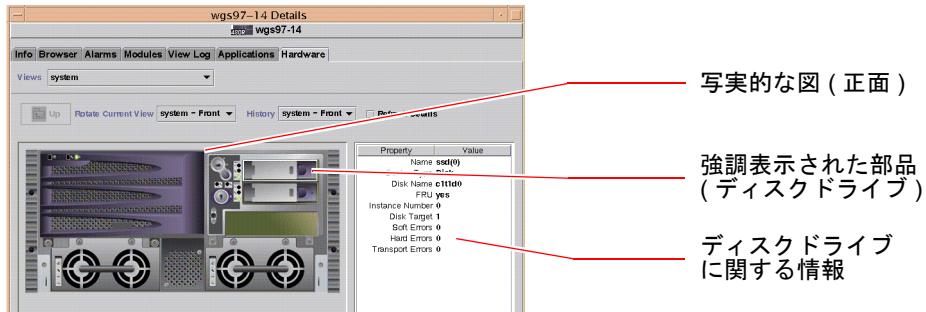 wgs97-14 Details
480R wgs97-14
Info Browser Alarms Modules View Log Applications Hardware
Views system
Up Rotate Current View system - Front History system - Front Details
写実的な図 ( 正面 )
強調表示された部品
( ディスクドライブ )
ディスクドライブ
に関する情報
Property Value
Name ssd(0)
Disk
Disk Name c1t1d0
FRU yes
Instance Number 0
Disk Target 1
Soft Errors 0
Hard Errors 0
Transport Errors 0